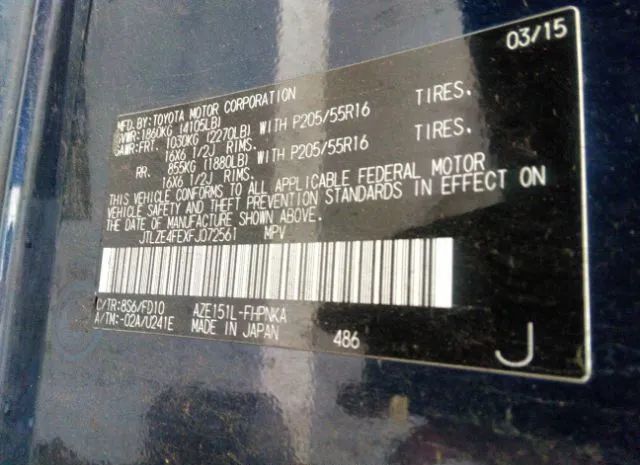 03/15
MFD.BY:TOYOTA MOTOR CORPORATION
GVWR:1860KG (4105LB)
GAWR:FRT. 1030KG (2270LB) WITH P205/55R16 TIRES,
16X6 1/2J RIMS.
RR. 855KG (1880LB) WITH P205/55R16 TIRES,
16X6 1/2J RIMS.
THIS VEHICLE CONFORMS TO ALL APPLICABLE FEDERAL MOTOR
VEHICLE SAFETY AND THEFT PREVENTION STANDARDS IN EFFECT ON
THE DATE OF MANUFACTURE SHOWN ABOVE.
JTLZE4FEXFJ072561 MPV
C/TR:8S6/FD10 AZE151L-FHPNKA
A/TM:-02A/U241E MADE IN JAPAN 486 J